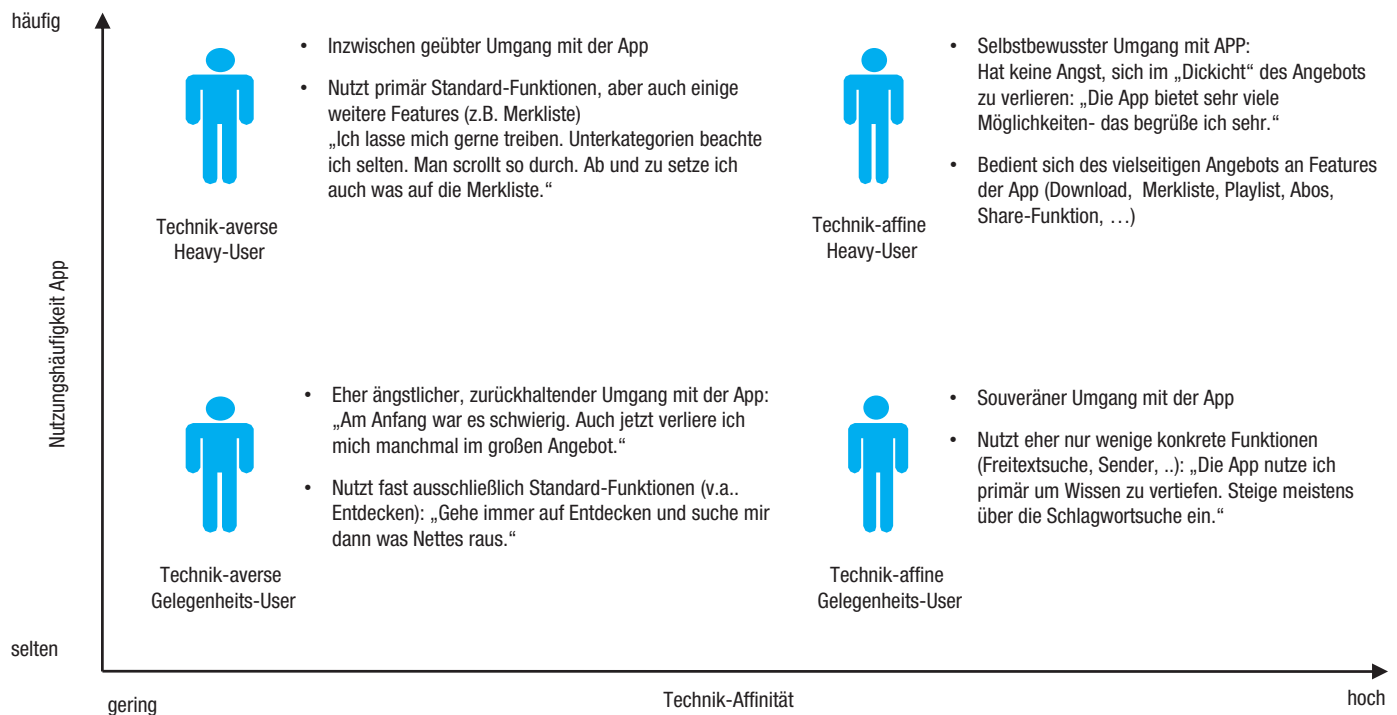 häufig
• Inzwischen geübter Umgang mit der App
• Nutzt primär Standard-Funktionen, aber auch einige
weitere Features (z.B. Merkliste)
„Ich lasse mich gerne treiben. Unterkategorien beachte
ich selten. Man scrollt so durch. Ab und zu setze ich
auch was auf die Merkliste.“
Technik-averse
Heavy-User
• Selbstbewusster Umgang mit APP:
Hat keine Angst, sich im „Dickicht“ des Angebots
zu verlieren: „Die App bietet sehr viele
Möglichkeiten- das begrüße ich sehr.“
• Bedient sich des vielseitigen Angebots an Features
der App (Download, Merkliste, Playlist, Abos,
Share-Funktion, …)
Technik-affine
Heavy-User
Nutzungshäufigkeit App
• Eher ängstlicher, zurückhaltender Umgang mit der App:
„Am Anfang war es schwierig. Auch jetzt verliere ich
mich manchmal im großen Angebot.“
• Nutzt fast ausschließlich Standard-Funktionen (v.a..
Entdecken): „Gehe immer auf Entdecken und suche mir
dann was Nettes raus.“
Technik-averse
Gelegenheits-User
• Souveräner Umgang mit der App
• Nutzt eher nur wenige konkrete Funktionen
(Freitextsuche, Sender, ..): „Die App nutze ich
primär um Wissen zu vertiefen. Steige meistens
über die Schlagwortsuche ein.“
Technik-affine
Gelegenheits-User
selten
gering
Technik-Affinität
hoch